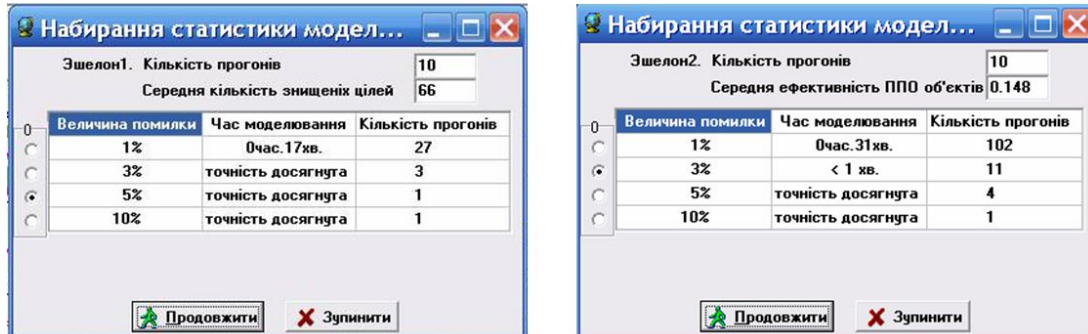 Набирання статистики модел...
Эшелон1. Кількість прогонів 10
Середня кількість знищеніх цілей 66
0
Величина помилки Час моделювання Кількість прогонів
1% 0час.17хв. 27
3% точність досягнута 3
5% точність досягнута 1
10% точність досягнута 1
Продовжити Зупинити
Набирання статистики модел...
Эшелон2. Кількість прогонів 10
Середня ефективність ППО об'єктів 0.148
0
Величина помилки Час моделювання Кількість прогонів
1% 0час.31хв. 102
3% < 1 хв. 11
5% точність досягнута 4
10% точність досягнута 1
Продовжити Зупинити